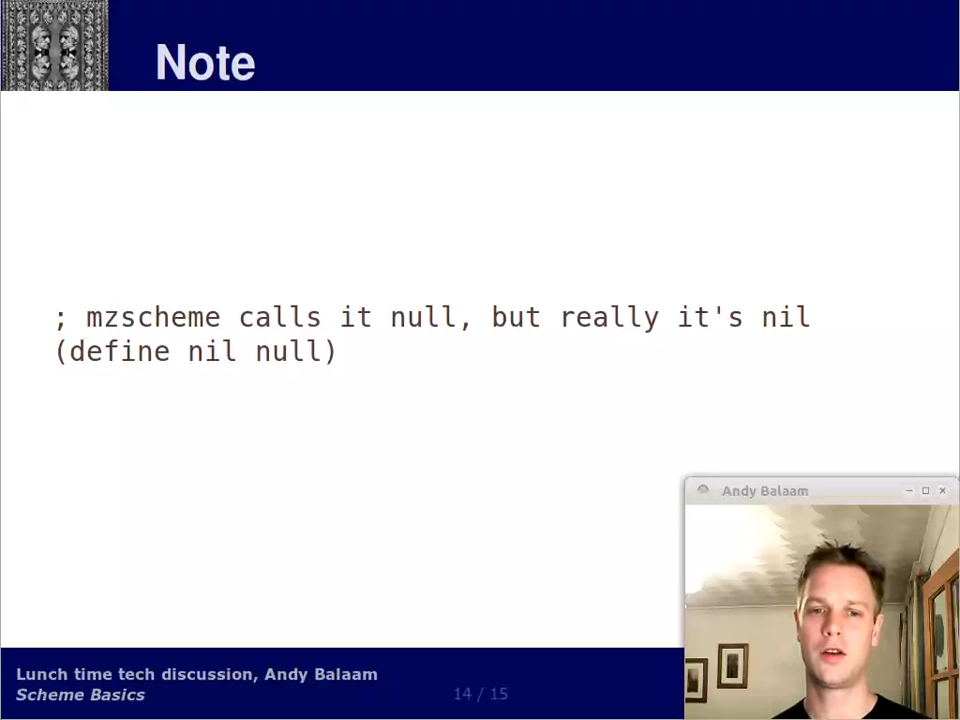 Note
; mzscheme calls it null, but really it's nil
(define nil null)
Andy Balaam
Lunch time tech discussion, Andy Balaam
Scheme Basics
14 / 15